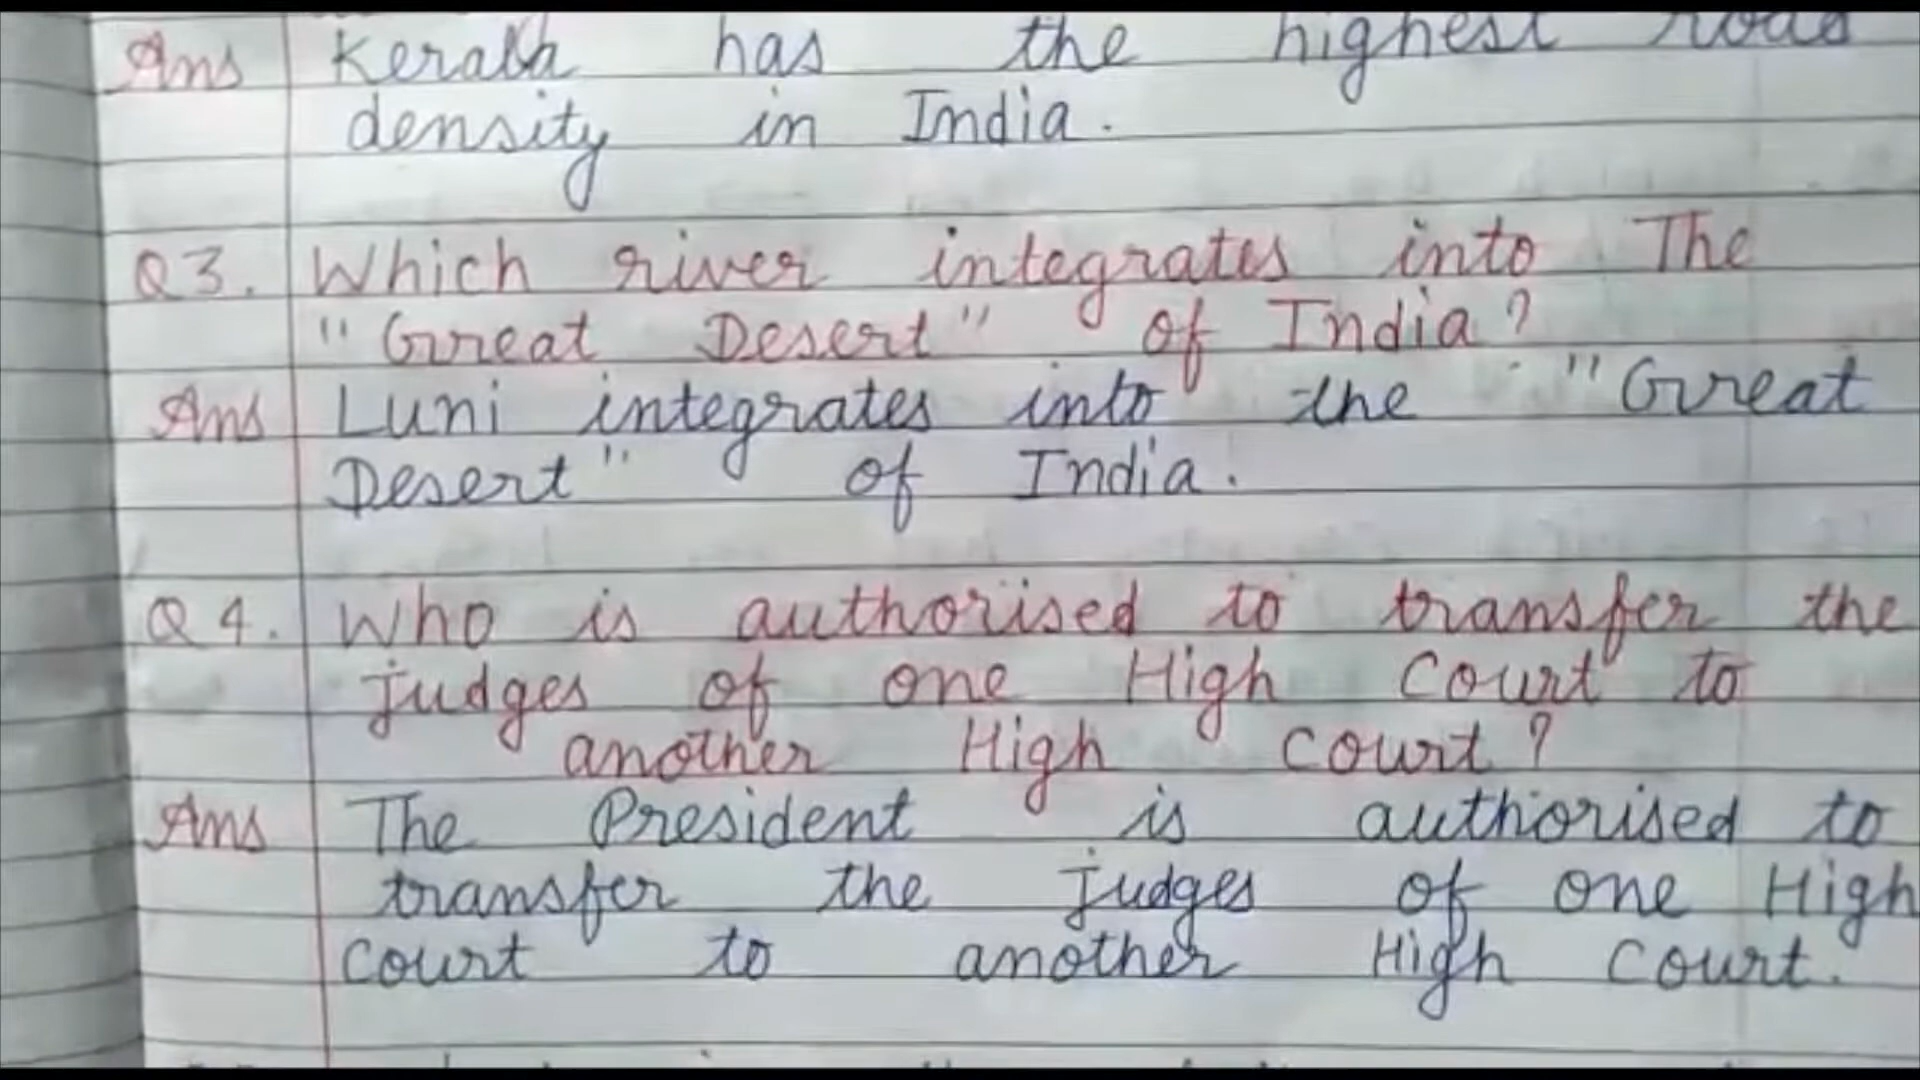 Ans Kerala has the highest road
density in India.
Q3. Which river integrates into The
"Great Desert" of India?
Ans Luni integrates into the "Great
Desert" of India.
Q4. Who is authorised to transfer the
judges of one High Court to
another High Court?
Ans The President is authorised to
transfer the judges of one High
Court to another High Court.